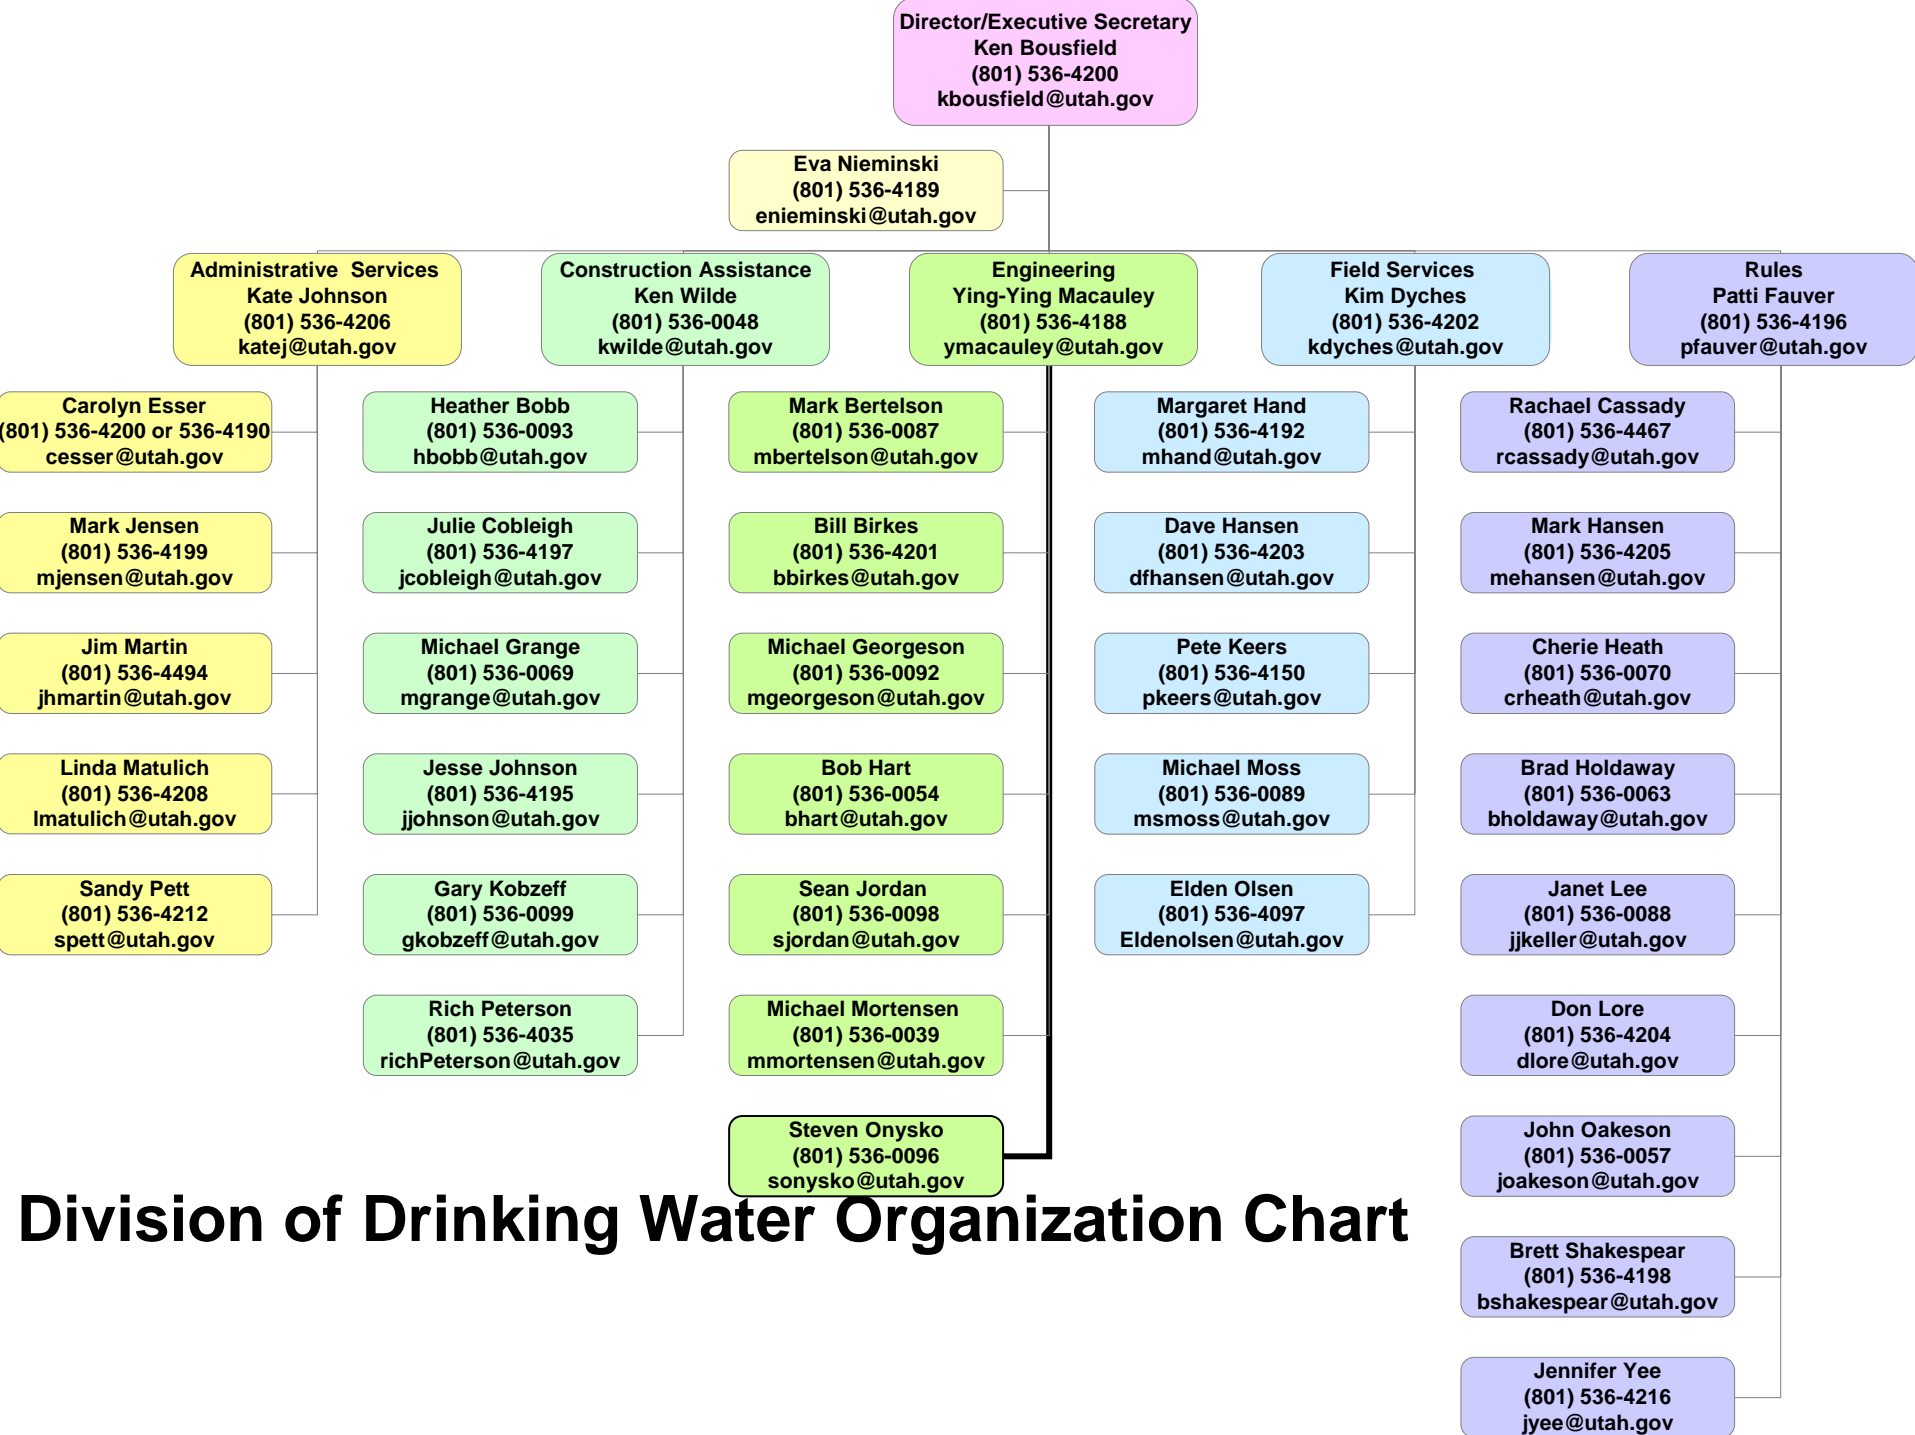 Director/Executive Secretary
Ken Bousfield
(801) 536-4200
kbousfield@utah.gov
Eva Nieminski
(801) 536-4189
enieminski@utah.gov
Administrative  Services
Kate Johnson
(801) 536-4206
katej@utah.gov
Construction Assistance
Ken Wilde
(801) 536-0048
kwilde@utah.gov
Engineering
Ying-Ying Macauley
(801) 536-4188
ymacauley@utah.gov
Field Services
Kim Dyches
(801) 536-4202
kdyches@utah.gov
Rules
Patti Fauver
(801) 536-4196
pfauver@utah.gov
Carolyn Esser
(801) 536-4200 or 536-4190
cesser@utah.gov
Mark Jensen
(801) 536-4199
mjensen@utah.gov
Jim Martin
(801) 536-4494
jhmartin@utah.gov
Linda Matulich
(801) 536-4208
lmatulich@utah.gov
Sandy Pett
(801) 536-4212
spett@utah.gov
Heather Bobb
(801) 536-0093
hbobb@utah.gov
Julie Cobleigh
(801) 536-4197
jcobleigh@utah.gov
Michael Grange
(801) 536-0069
mgrange@utah.gov
Jesse Johnson
(801) 536-4195
jjohnson@utah.gov
Gary Kobzeff
(801) 536-0099
gkobzeff@utah.gov
Rich Peterson
(801) 536-4035
richPeterson@utah.gov
Mark Bertelson
(801) 536-0087
mbertelson@utah.gov
Bill Birkes
(801) 536-4201
bbirkes@utah.gov
Michael Georgeson
(801) 536-0092
mgeorgeson@utah.gov
Bob Hart
(801) 536-0054
bhart@utah.gov
Sean Jordan
(801) 536-0098
sjordan@utah.gov
Michael Mortensen
(801) 536-0039
mmortensen@utah.gov
Steven Onysko
(801) 536-0096
sonysko@utah.gov
Margaret Hand
(801) 536-4192
mhand@utah.gov
Dave Hansen
(801) 536-4203
dfhansen@utah.gov
Pete Keers
(801) 536-4150
pkeers@utah.gov
Michael Moss
(801) 536-0089
msmoss@utah.gov
Elden Olsen
(801) 536-4097
Eldenolsen@utah.gov
Rachael Cassady
(801) 536-4467
rcassady@utah.gov
Mark Hansen
(801) 536-4205
mehansen@utah.gov
Cherie Heath
(801) 536-0070
crheath@utah.gov
Brad Holdaway
(801) 536-0063
bholdaway@utah.gov
Janet Lee
(801) 536-0088
jjkeller@utah.gov
Don Lore
(801) 536-4204
dlore@utah.gov
John Oakeson
(801) 536-0057
joakeson@utah.gov
Brett Shakespear
(801) 536-4198
bshakespear@utah.gov
Jennifer Yee
(801) 536-4216
jyee@utah.gov
Division of Drinking Water Organization Chart